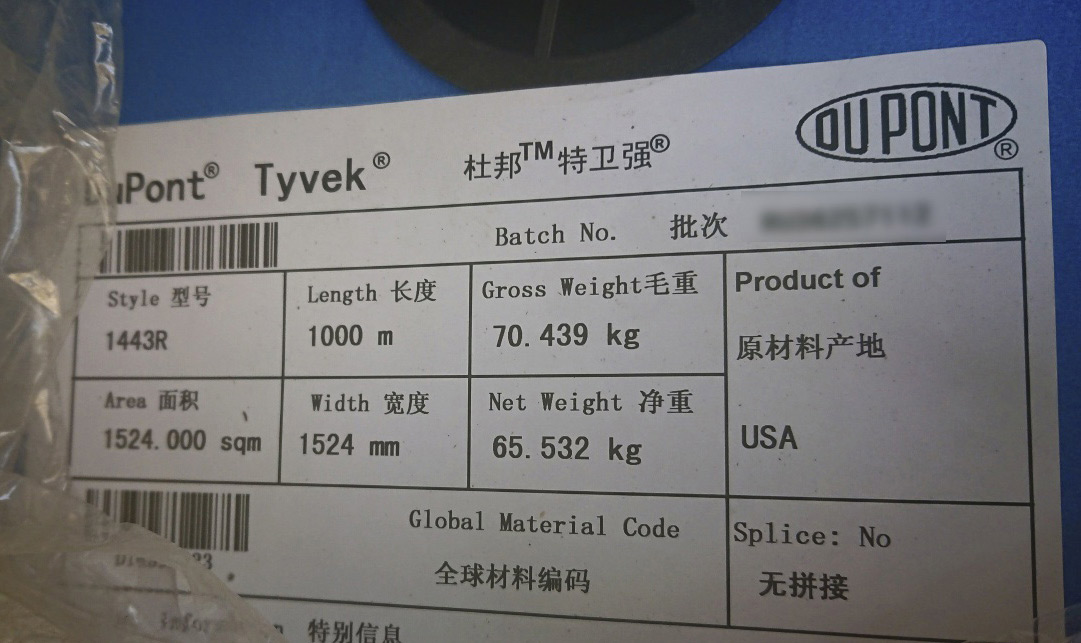 DuPont® Tyvek® 杜邦™特卫强®
DU PONT®
Batch No. 批次
Style 型号
1443R
Length 长度
1000 m
Gross Weight毛重
70.439 kg
Product of
原材料产地
USA
Area 面积
1524.000 sqm
Width 宽度
1524 mm
Net Weight 净重
65.532 kg
Global Material Code
全球材料编码
Splice: No
无拼接
特别信息